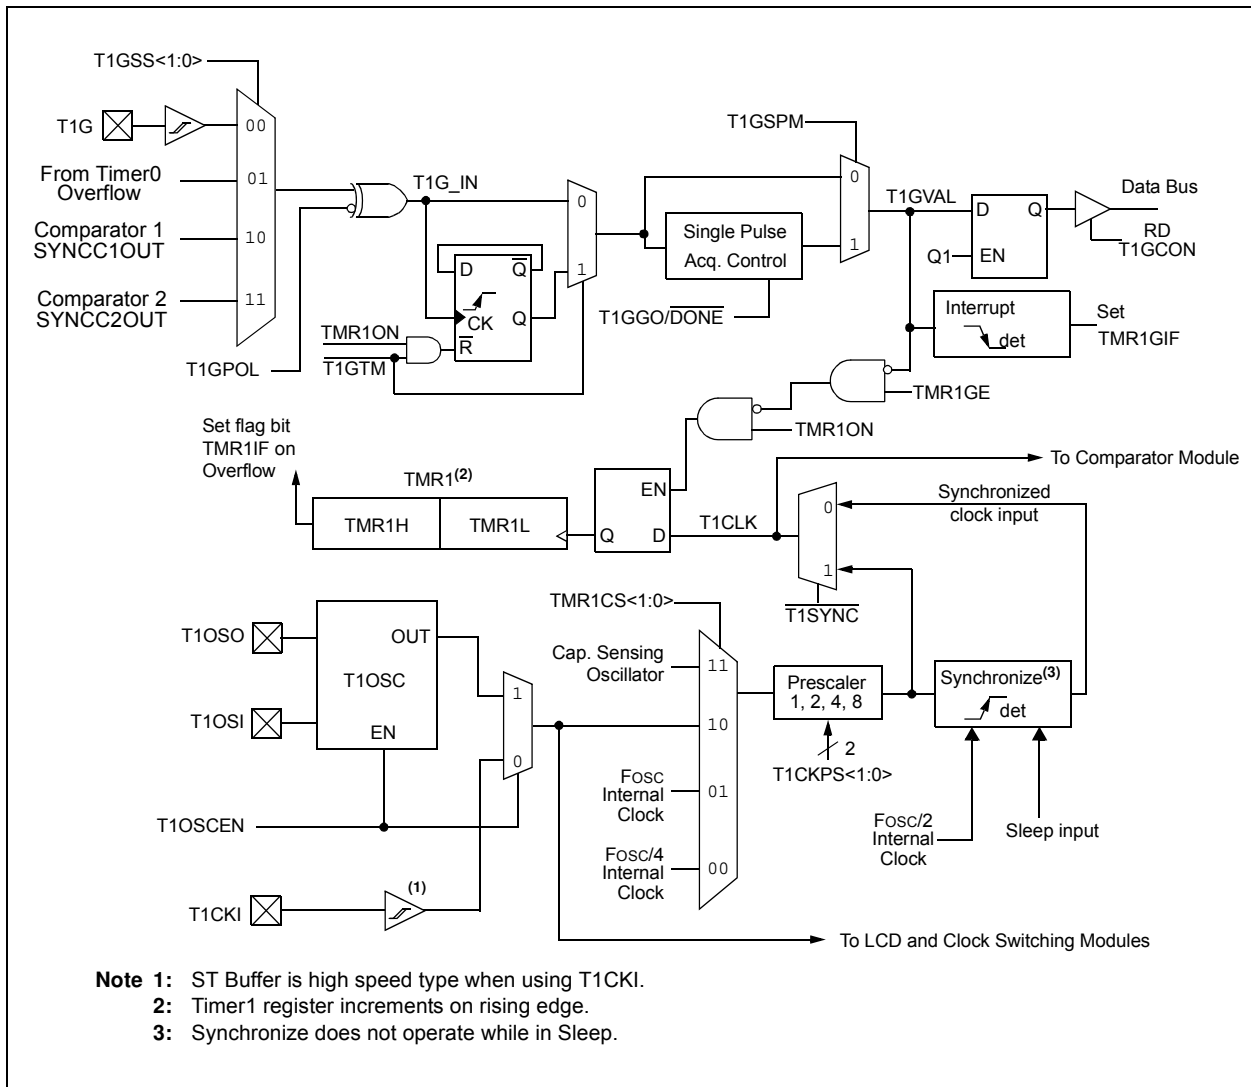 T1GSS<1:0>
T1G
00
From Timer0
Overflow
01
Comparator 1
SYNCC1OUT
10
Comparator 2
SYNCC2OUT
11
T1GPOL
T1G_IN
0
1
D
Q
CK
Q
R
TMR1ON
T1GTM
T1GSPM
0
1
Single Pulse
Acq. Control
T1GGO/DONE
T1GVAL
D
Q
Q1
EN
Data Bus
RD
T1GCON
Interrupt
det
Set
TMR1GIF
TMR1GE
TMR1ON
Set flag bit
TMR1IF on
Overflow
TMR1(2)
TMR1H
TMR1L
EN
Q
D
T1CLK
To Comparator Module
Synchronized
clock input
0
1
T1SYNC
T1OSO
T1OSI
OUT
T1OSC
EN
1
0
T1OSCEN
T1CKI
(1)
TMR1CS<1:0>
Cap. Sensing
Oscillator
11
10
FOSC
Internal
Clock
01
FOSC/4
Internal
Clock
00
Prescaler
1, 2, 4, 8
2
T1CKPS<1:0>
Synchronize(3)
det
FOSC/2
Internal
Clock
Sleep input
To LCD and Clock Switching Modules
Note 1: ST Buffer is high speed type when using T1CKI.
2: Timer1 register increments on rising edge.
3: Synchronize does not operate while in Sleep.